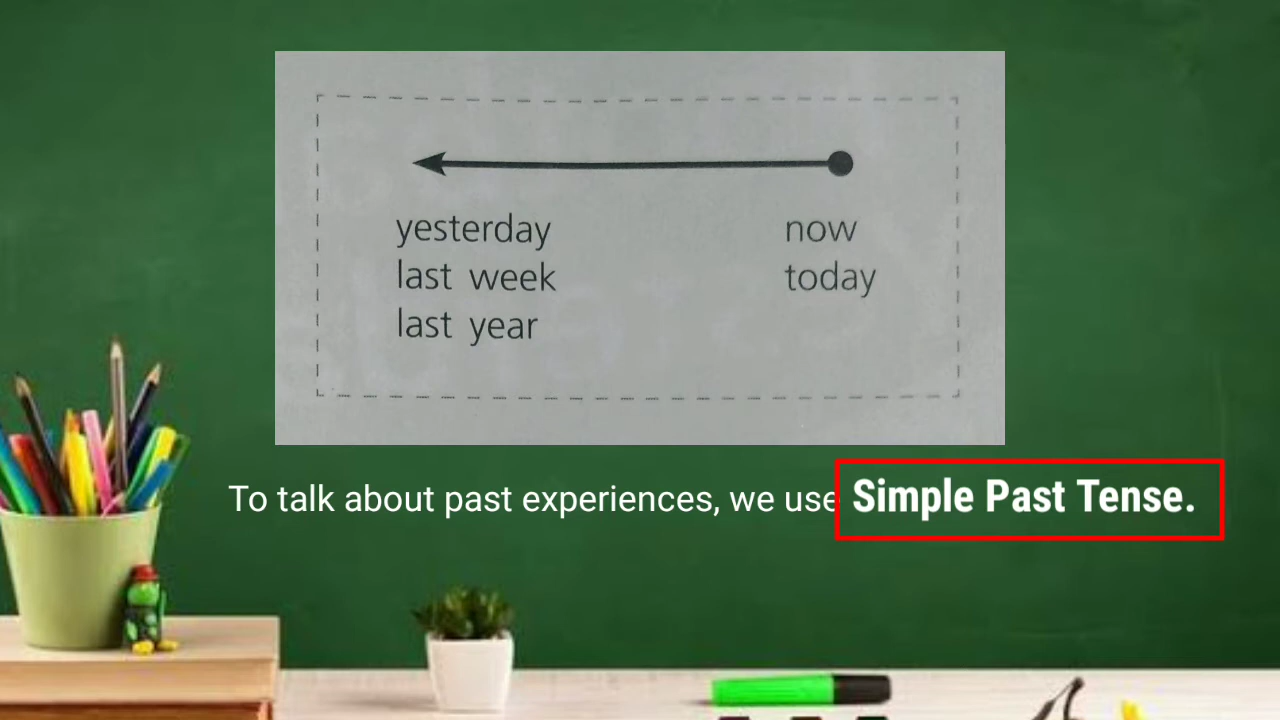 yesterday now
last week today
last year
To talk about past experiences, we use Simple Past Tense.